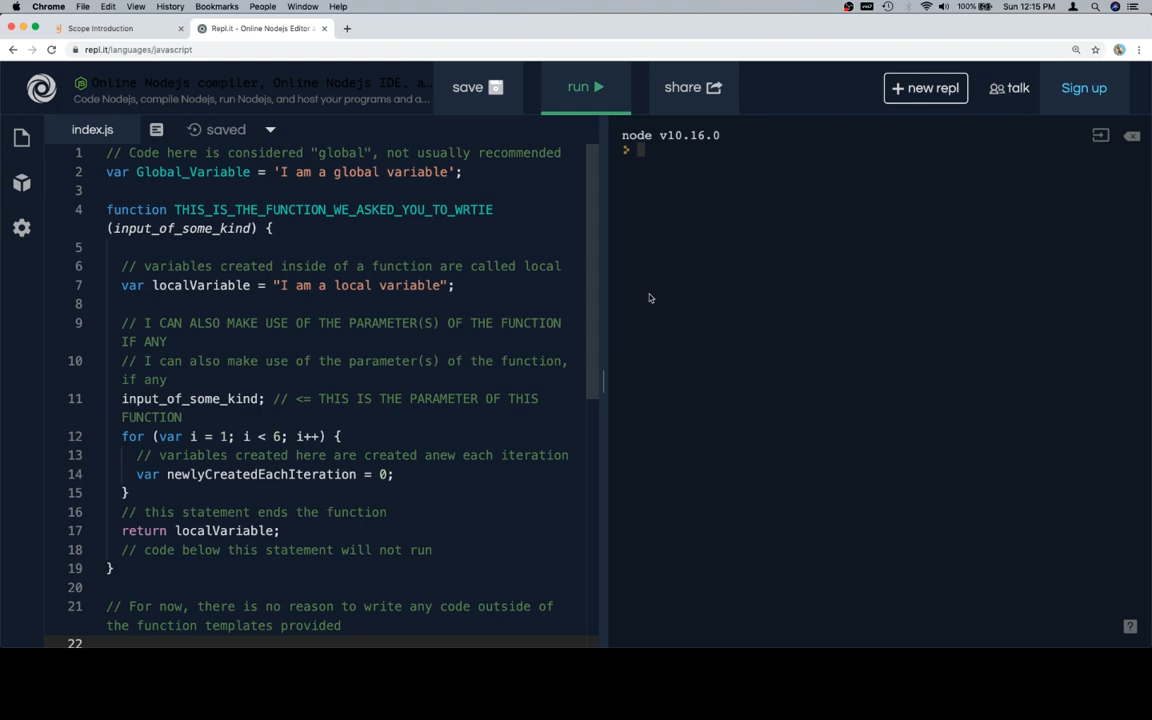 Chrome File Edit View History Bookmarks People Window Help 100% Sun 12:15 PM
Scope Introduction × Repl.it - Online Nodejs Editor a × +
repl.it/languages/javascript
Online Nodejs compiler, Online Nodejs IDE, a...
Code Nodejs, compile Nodejs, run Nodejs, and host your programs and a...
save run share + new repl talk Sign up
index.js saved
node v10.16.0
1 // Code here is considered "global", not usually recommended
2 var Global_Variable = 'I am a global variable';
3
4 function THIS_IS_THE_FUNCTION_WE_ASKED_YOU_TO_WRTIE
(input_of_some_kind) {
5
6 // variables created inside of a function are called local
7 var localVariable = "I am a local variable";
8
9 // I CAN ALSO MAKE USE OF THE PARAMETER(S) OF THE FUNCTION
IF ANY
10 // I can also make use of the parameter(s) of the function,
if any
11 input_of_some_kind; // <= THIS IS THE PARAMETER OF THIS
FUNCTION
12 for (var i = 1; i < 6; i++) {
13 // variables created here are created anew each iteration
14 var newlyCreatedEachIteration = 0;
15 }
16 // this statement ends the function
17 return localVariable;
18 // code below this statement will not run
19 }
20
21 // For now, there is no reason to write any code outside of
the function templates provided
22
?